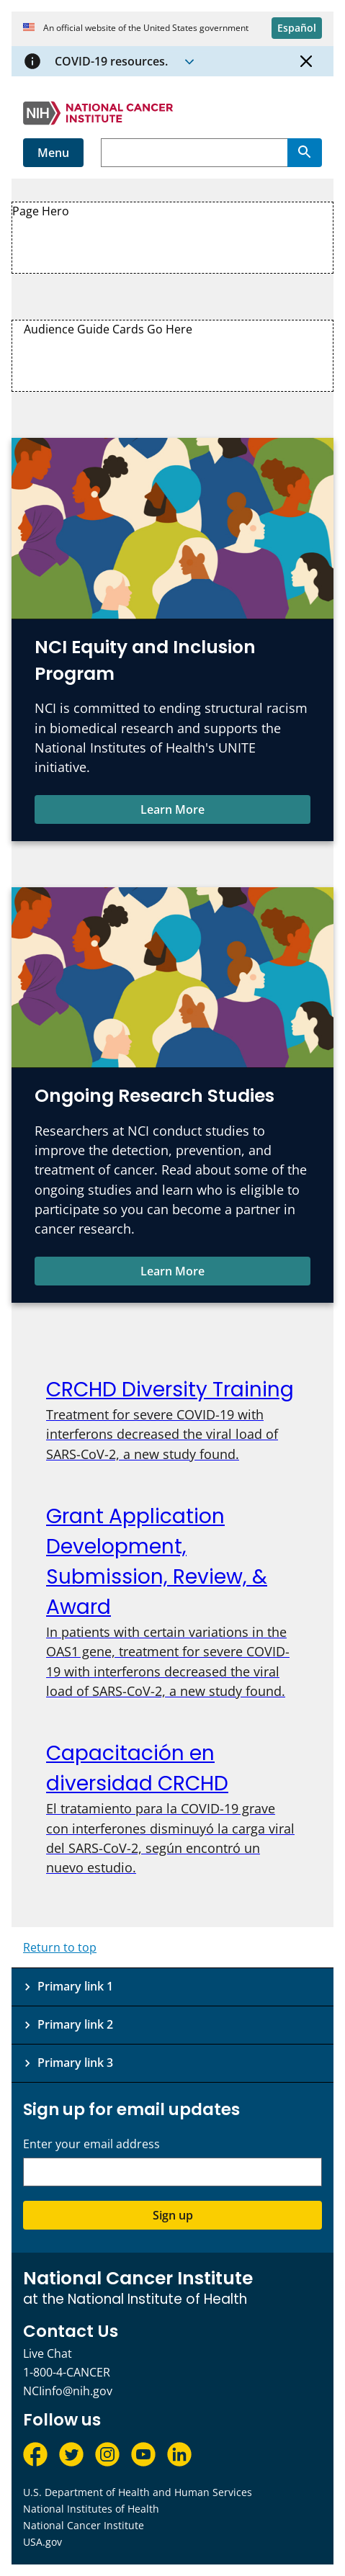 An official website of the United States government
Español
COVID-19 resources.
NIH
NATIONAL CANCER
INSTITUTE
Menu
Page Hero
Audience Guide Cards Go Here
NCI Equity and Inclusion
Program
NCI is committed to ending structural racism
in biomedical research and supports the
National Institutes of Health's UNITE
initiative.
Learn More
Ongoing Research Studies
Researchers at NCI conduct studies to
improve the detection, prevention, and
treatment of cancer. Read about some of the
ongoing studies and learn who is eligible to
participate so you can become a partner in
cancer research.
Learn More
CRCHD Diversity Training
Treatment for severe COVID-19 with
interferons decreased the viral load of
SARS-CoV-2, a new study found.
Grant Application
Development,
Submission, Review, &
Award
In patients with certain variations in the
OAS1 gene, treatment for severe COVID-
19 with interferons decreased the viral
load of SARS-CoV-2, a new study found.
Capacitación en
diversidad CRCHD
El tratamiento para la COVID-19 grave
con interferones disminuyó la carga viral
del SARS-CoV-2, según encontró un
nuevo estudio.
Return to top
Primary link 1
Primary link 2
Primary link 3
Sign up for email updates
Enter your email address
Sign up
National Cancer Institute
at the National Institute of Health
Contact Us
Live Chat
1-800-4-CANCER
NCIinfo@nih.gov
Follow us
U.S. Department of Health and Human Services
National Institutes of Health
National Cancer Institute
USA.gov